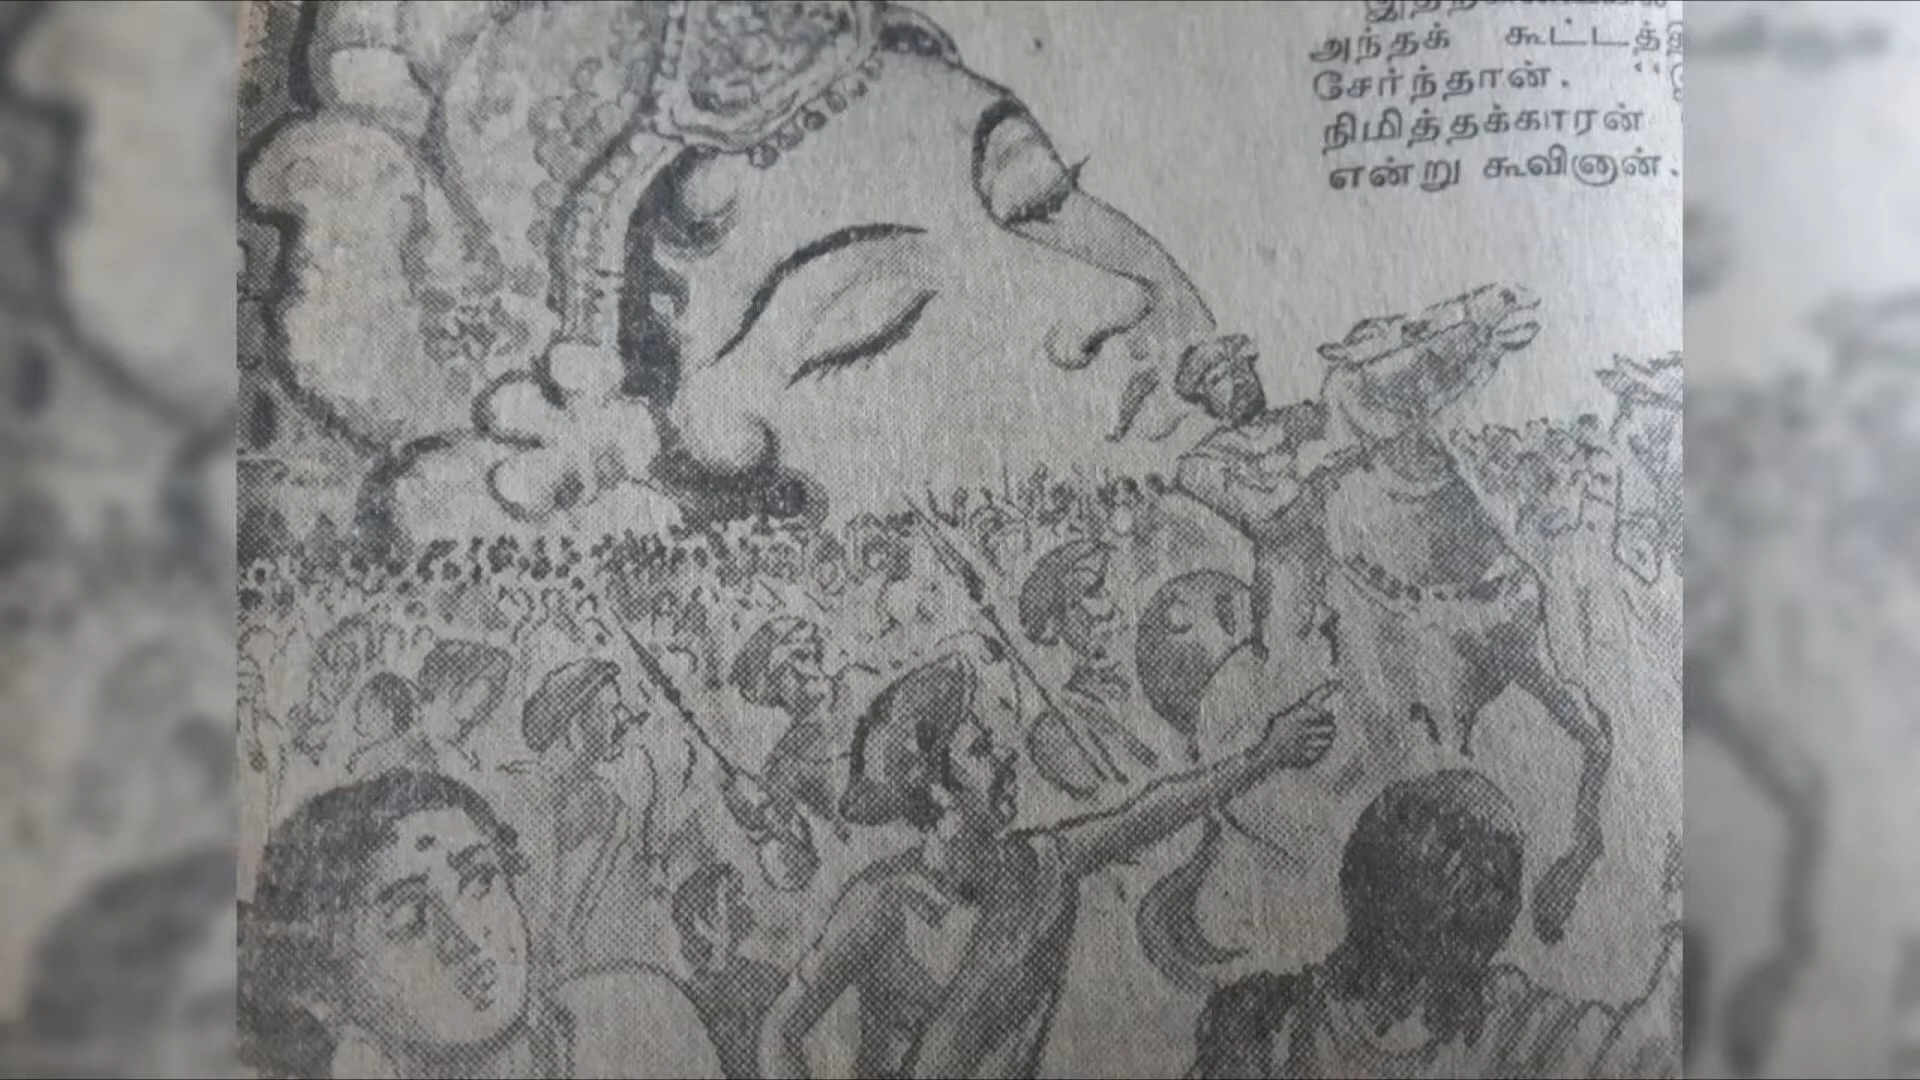 அந்தக் கூட்டத்தி
சேர்ந்தான்.
நிமித்தக்காரன்
என்று கூவினான்.